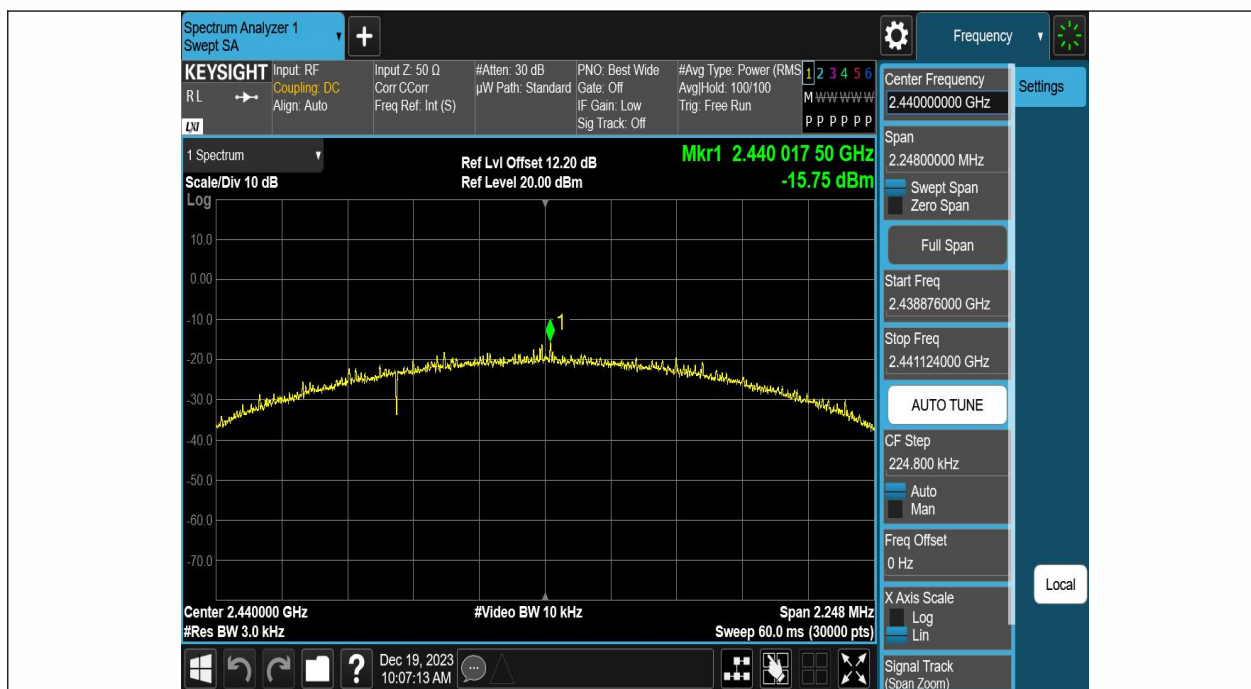 Spectrum Analyzer 1
Swept SA
+
Frequency
KEYSIGHT
RL
LXI
Input: RF
Coupling: DC
Align: Auto
Input Z: 50 Ω
Corr CCorr
Freq Ref: Int (S)
#Atten: 30 dB
µW Path: Standard
PNO: Best Wide
Gate: Off
IF Gain: Low
Sig Track: Off
#Avg Type: Power (RMS
Avg|Hold: 100/100
Trig: Free Run
1 2 3 4 5 6
M W W W W W
P P P P P P
Settings
1 Spectrum
Scale/Div 10 dB
Log
Ref Lvl Offset 12.20 dB
Ref Level 20.00 dBm
Mkr1 2.440 017 50 GHz
-15.75 dBm
10.0
0.00
-10.0
-20.0
-30.0
-40.0
-50.0
-60.0
-70.0
1
Center 2.440000 GHz
#Res BW 3.0 kHz
#Video BW 10 kHz
Span 2.248 MHz
Sweep 60.0 ms (30000 pts)
Center Frequency
2.440000000 GHz
Span
2.24800000 MHz
Swept Span
Zero Span
Full Span
Start Freq
2.438876000 GHz
Stop Freq
2.441124000 GHz
AUTO TUNE
CF Step
224.800 kHz
Auto
Man
Freq Offset
0 Hz
X Axis Scale
Log
Lin
Signal Track
(Span Zoom)
Local
?
Dec 19, 2023
10:07:13 AM